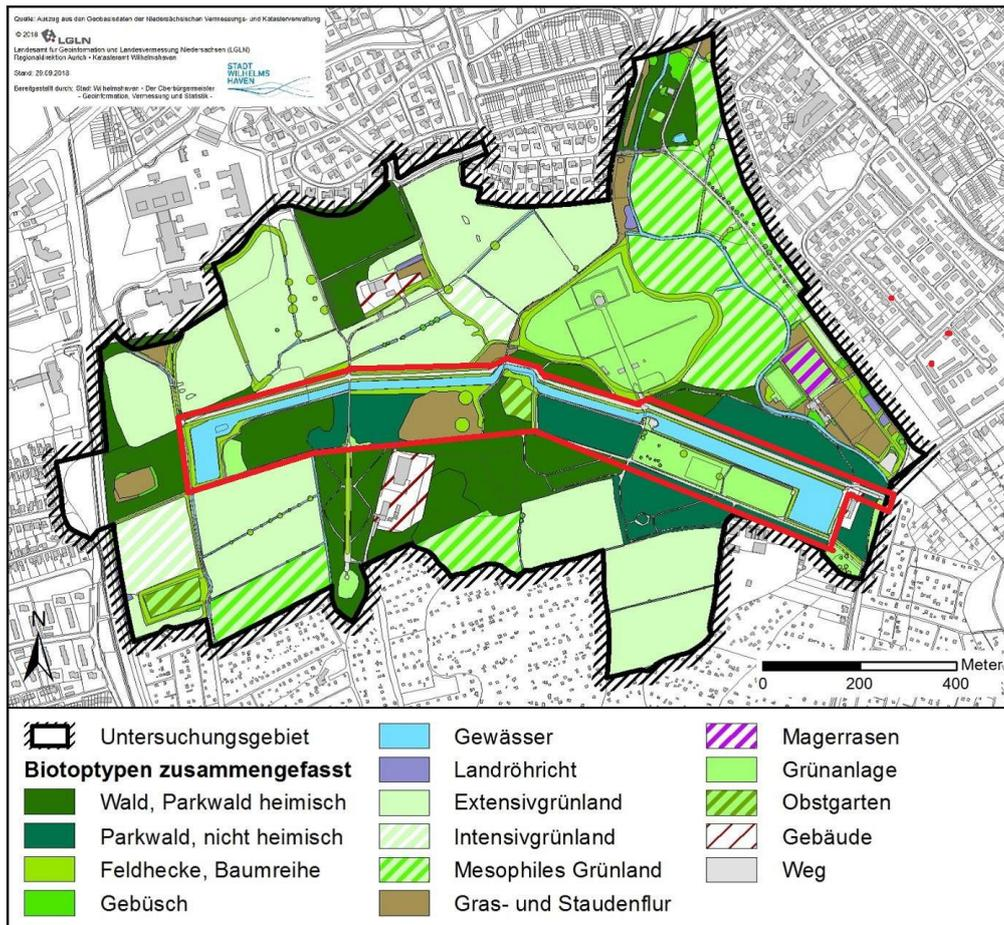 Quelle: Auszug aus den Geobasisdaten der Niedersächsischen Vermessungs- und Katasterverwaltung
© 2018 LGLN
Landesamt für Geoinformation und Landesvermessung Niedersachsen (LGLN)
Regionaldirektion Aurich - Katasteramt Wilhelmshaven
Stand: 29.09.2018
Bereitgestellt durch: Stadt Wilhelmshaven - Der Oberbürgermeister
- Geoinformation, Vermessung und Statistik -
STADT
WILHELMS
HAVEN
N
Meter
0 200 400
Untersuchungsgebiet
Biotoptypen zusammengefasst
Wald, Parkwald heimisch
Parkwald, nicht heimisch
Feldhecke, Baumreihe
Gebüsch
Gewässer
Landröhricht
Extensivgrünland
Intensivgrünland
Mesophiles Grünland
Gras- und Staudenflur
Magerrasen
Grünanlage
Obstgarten
Gebäude
Weg